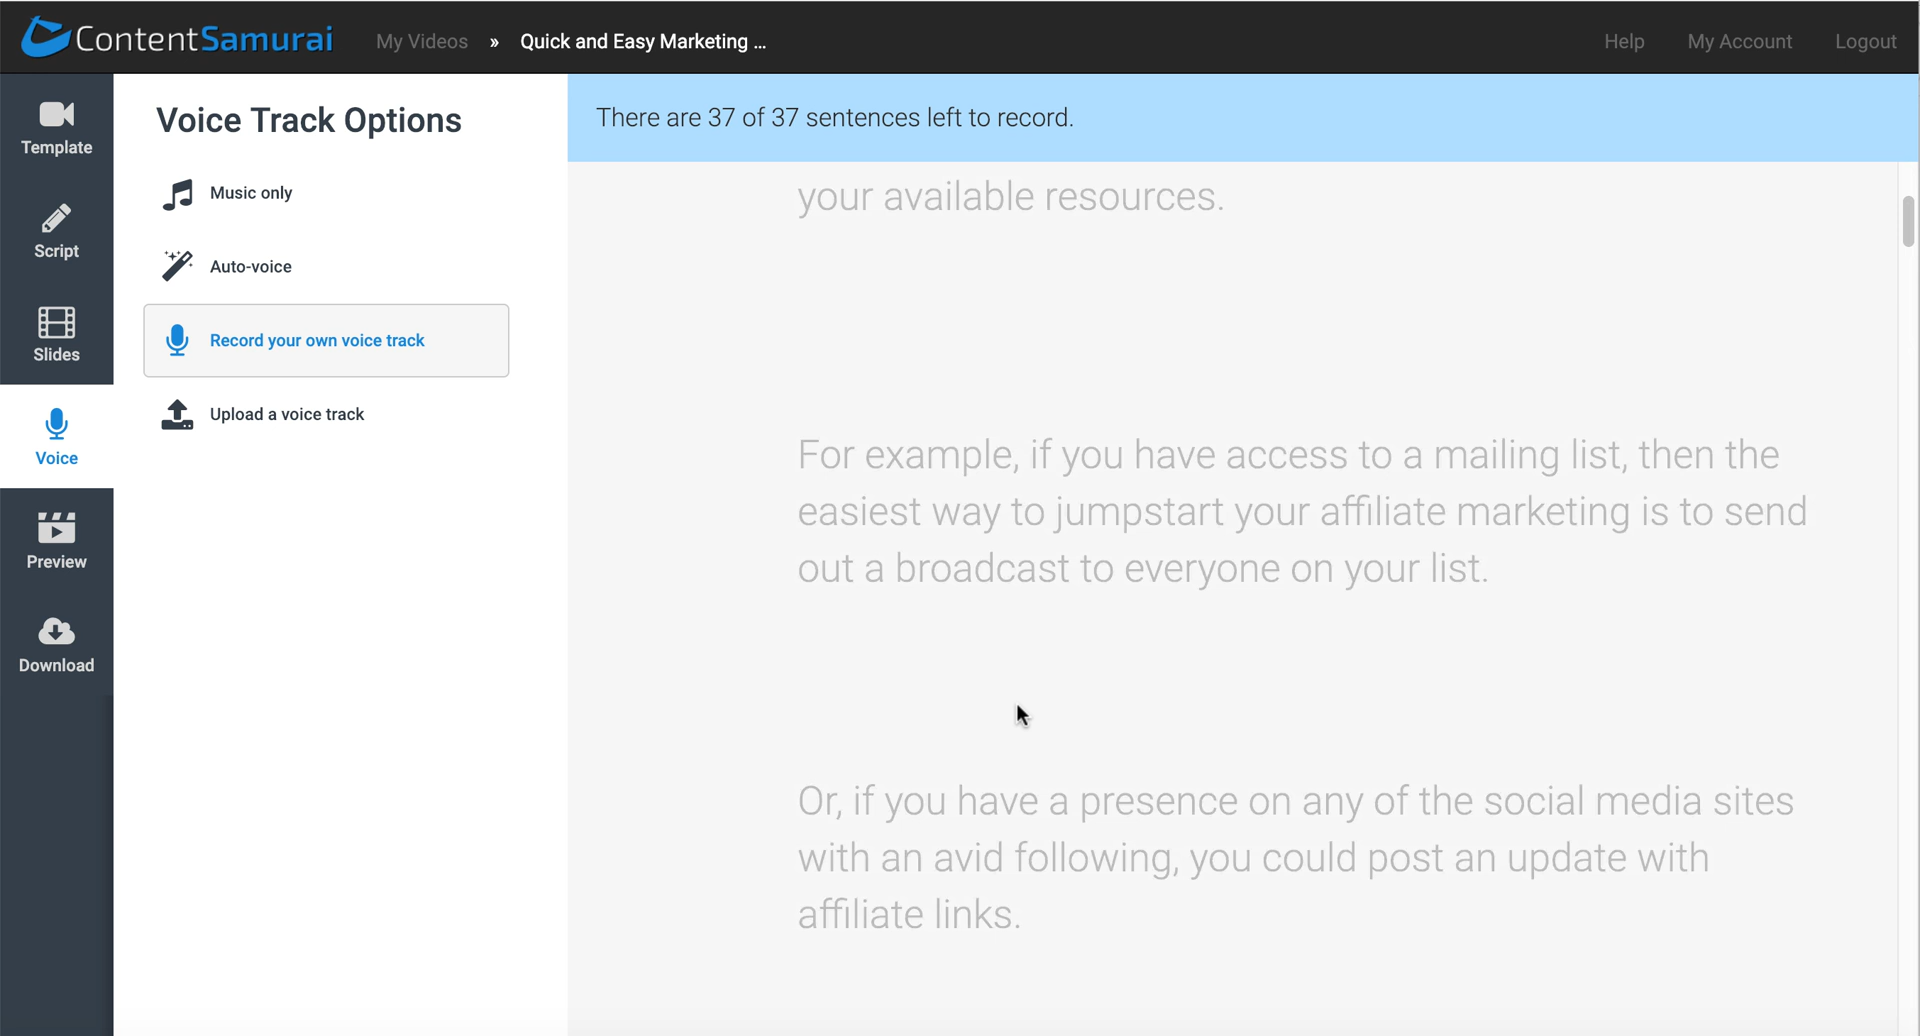 ContentSamurai My Videos » Quick and Easy Marketing ... Help My Account Logout
Template
Script
Slides
Voice
Preview
Download
Voice Track Options
Music only
Auto-voice
Record your own voice track
Upload a voice track
There are 37 of 37 sentences left to record.
your available resources.
For example, if you have access to a mailing list, then the
easiest way to jumpstart your affiliate marketing is to send
out a broadcast to everyone on your list.
Or, if you have a presence on any of the social media sites
with an avid following, you could post an update with
affiliate links.